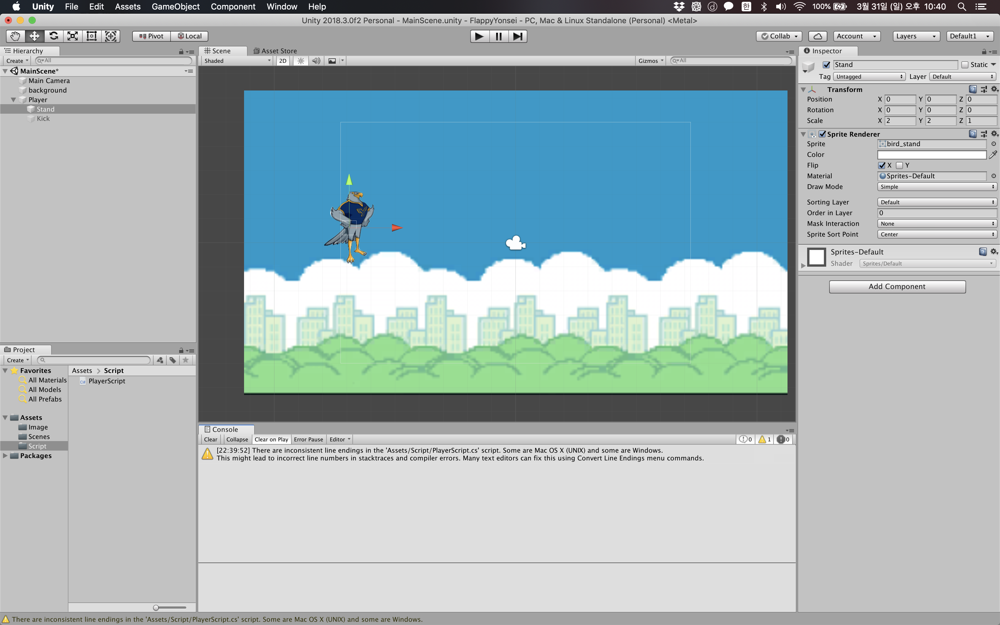 Unity File Edit Assets GameObject Component Window Help 한 100% 3월 31일 (일) 오후 10:40
Unity 2018.3.0f2 Personal - MainScene.unity - FlappyYonsei - PC, Mac & Linux Standalone (Personal) <Metal>
Pivot Local Collab Account Layers Default1
Hierarchy
Create All
MainScene*
Main Camera
background
Player
Stand
Kick
Scene Asset Store
Shaded 2D Gizmos All
Inspector
Stand Static
Tag Untagged Layer Default
Transform
Position X 0 Y 0 Z 0
Rotation X 0 Y 0 Z 0
Scale X 2 Y 2 Z 1
Sprite Renderer
Sprite bird_stand
Color
Flip X Y
Material Sprites-Default
Draw Mode Simple
Sorting Layer Default
Order in Layer 0
Mask Interaction None
Sprite Sort Point Center
Sprites-Default
Shader Sprites/Default
Add Component
Project
Create
Favorites
All Materials
All Models
All Prefabs
Assets
Image
Scenes
Script
Packages
Assets > Script
C# PlayerScript
Console
Clear Collapse Clear on Play Error Pause Editor 0 1 0
[22:39:52] There are inconsistent line endings in the 'Assets/Script/PlayerScript.cs' script. Some are Mac OS X (UNIX) and some are Windows.
This might lead to incorrect line numbers in stacktraces and compiler errors. Many text editors can fix this using Convert Line Endings menu commands.
There are inconsistent line endings in the 'Assets/Script/PlayerScript.cs' script. Some are Mac OS X (UNIX) and some are Windows.